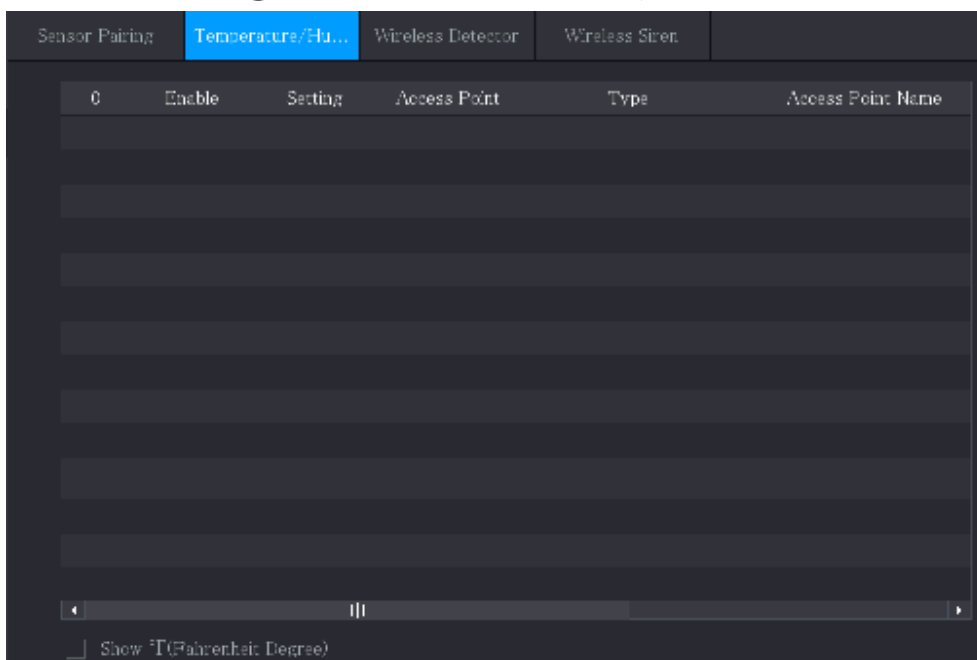 Sensor Pairing Temperature/Hu... Wireless Detector Wireless Siren
0 Enable Setting Access Point Type Access Point Name
Show °F(Fahrenheit Degree)